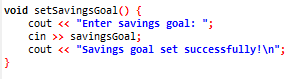 void setSavingsGoal() {
    cout << "Enter savings goal: ";
    cin >> savingsGoal;
    cout << "Savings goal set successfully!\n";
}